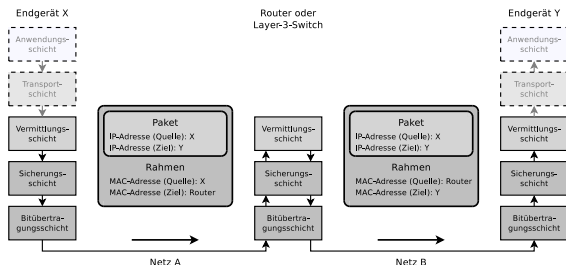 Endgerät X
Router oder
Layer-3-Switch
Endgerät Y
Anwendungs-
schicht
Transport-
schicht
Vermittlungs-
schicht
Sicherungs-
schicht
Bitübertra-
gungsschicht
Paket
IP-Adresse (Quelle): X
IP-Adresse (Ziel): Y
Rahmen
MAC-Adresse (Quelle): X
MAC-Adresse (Ziel): Router
Vermittlungs-
schicht
Sicherungs-
schicht
Bitübertra-
gungsschicht
Paket
IP-Adresse (Quelle): X
IP-Adresse (Ziel): Y
Rahmen
MAC-Adresse (Quelle): Router
MAC-Adresse (Ziel): Y
Anwendungs-
schicht
Transport-
schicht
Vermittlungs-
schicht
Sicherungs-
schicht
Bitübertra-
gungsschicht
Netz A
Netz B